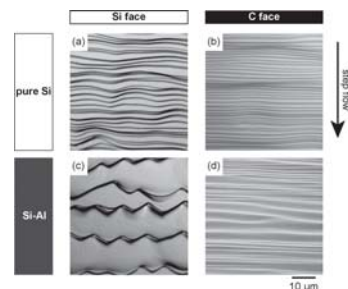 Si face
C face
pure Si
(a)
(b)
step flow
Si-Al
(c)
(d)
10 μm